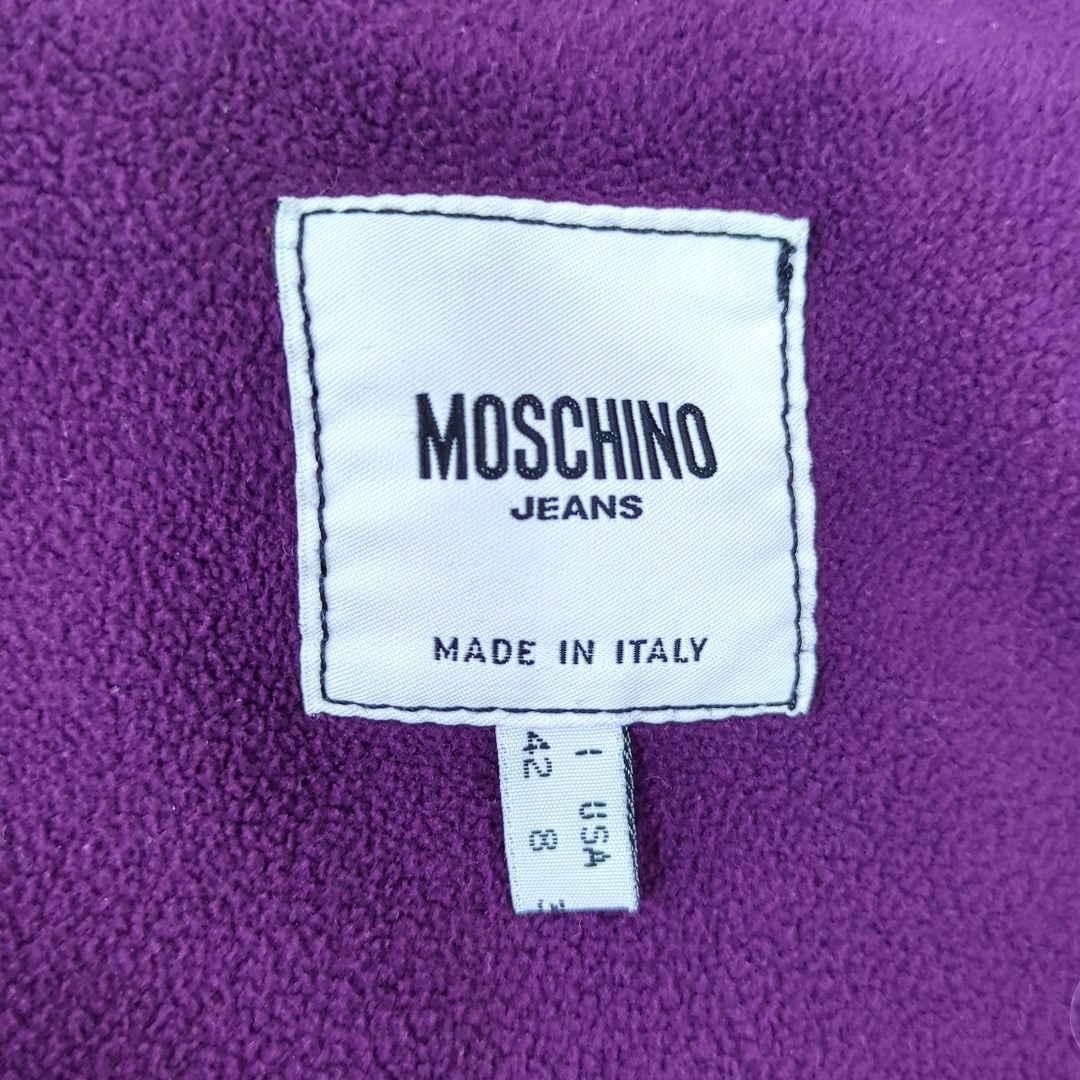 MOSCHINO
JEANS
MADE IN ITALY
I USA
42 8